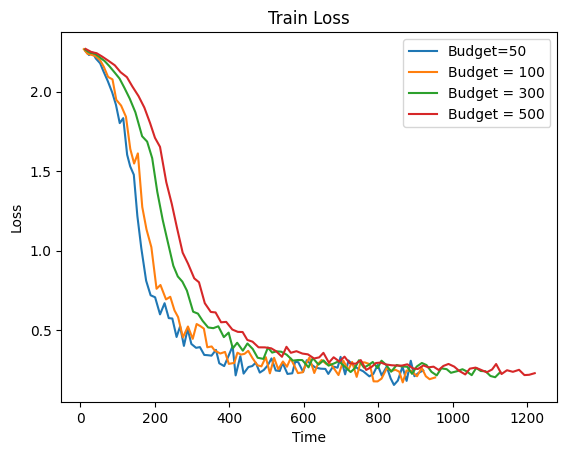 Train Loss
Budget=50
Budget = 100
Budget = 300
Budget = 500
2.0
1.5
1.0
0.5
Loss
0
200
400
600
800
1000
1200
Time